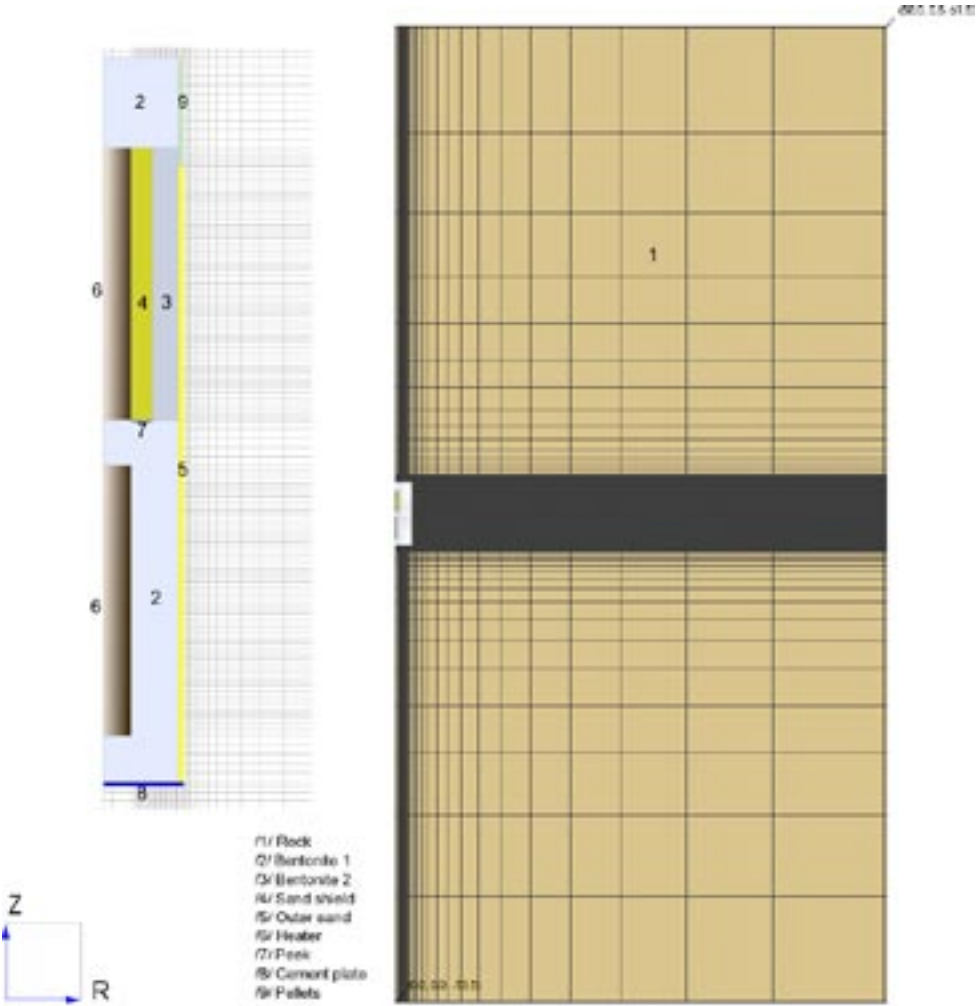 2
9
6
4
3
7
5
6
2
8
1
/1/ Rock
/2/ Bentonite 1
/3/ Bentonite 2
/4/ Sand shield
/5/ Outer sand
/6/ Heater
/7/ Peek
/8/ Cement plate
/9/ Pellets
Z
R